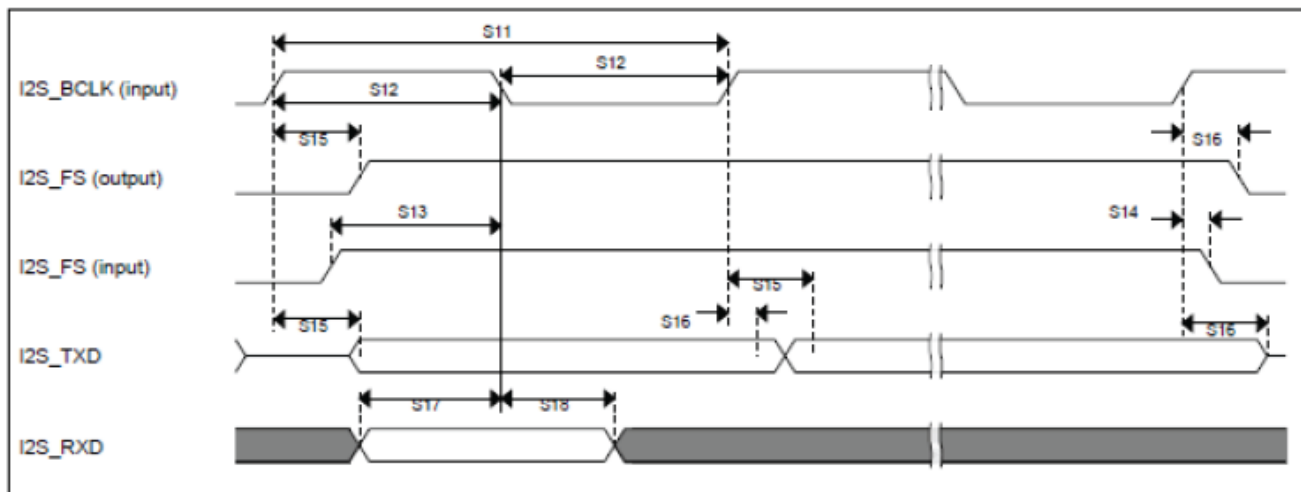 S11
I2S_BCLK (input)
S12
S12
S15
S16
I2S_FS (output)
S13
S14
I2S_FS (input)
S15
S16
S15
S16
I2S_TXD
S17
S18
I2S_RXD